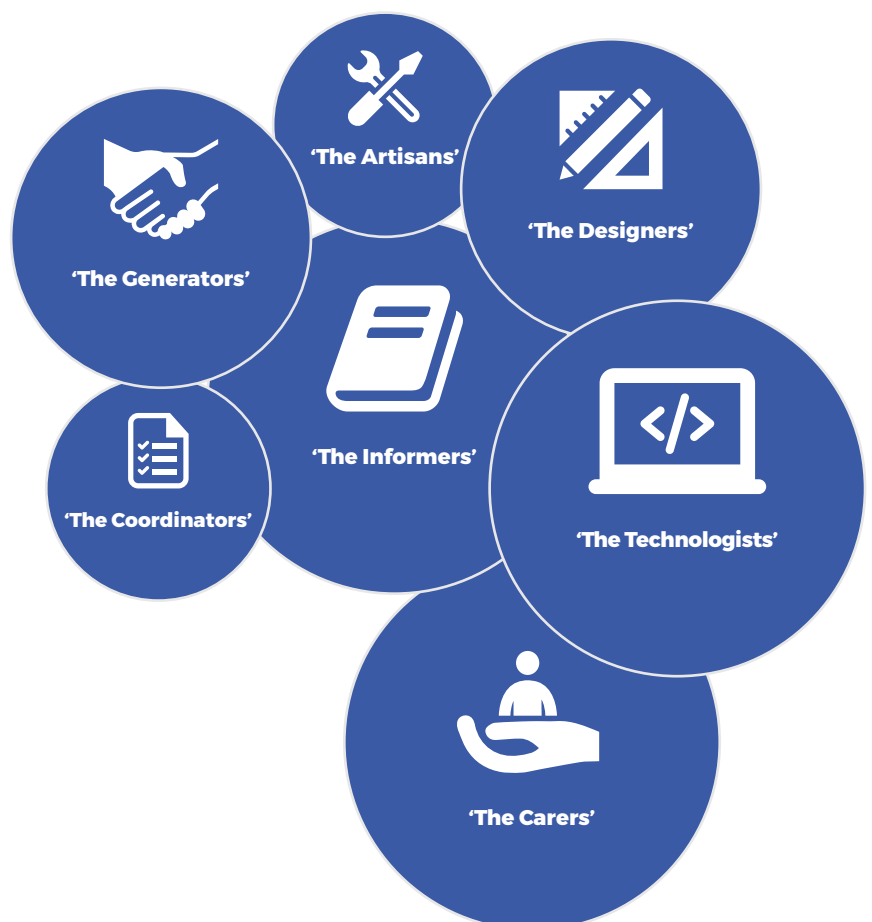 ‘The Artisans’
‘The Designers’
‘The Generators’
‘The Informers’
‘The Coordinators’
‘The Technologists’
‘The Carers’